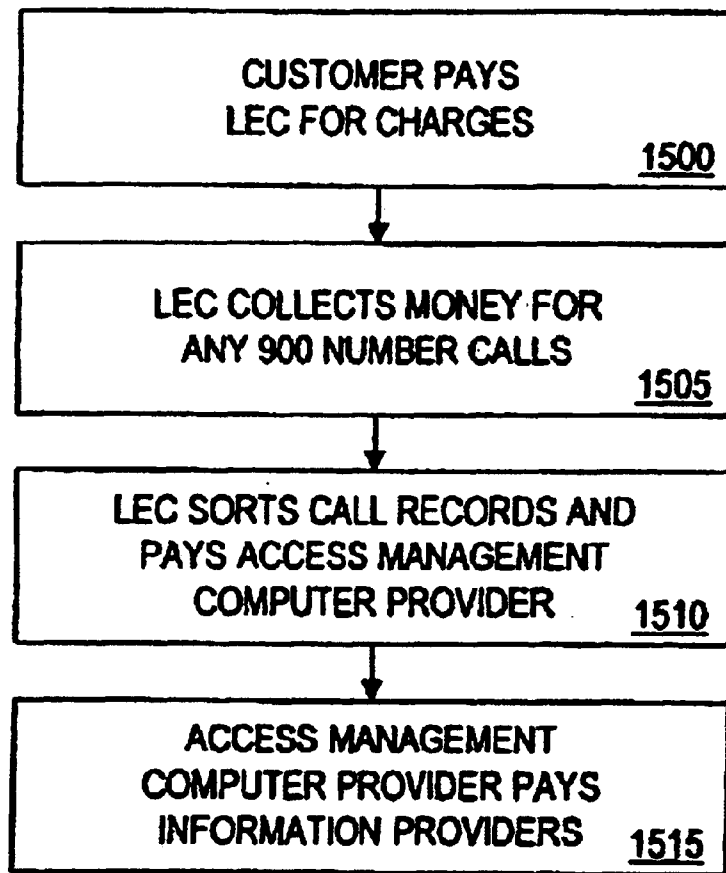 CUSTOMER PAYS
LEC FOR CHARGES
1500
LEC COLLECTS MONEY FOR
ANY 900 NUMBER CALLS
1505
LEC SORTS CALL RECORDS AND
PAYS ACCESS MANAGEMENT
COMPUTER PROVIDER
1510
ACCESS MANAGEMENT
COMPUTER PROVIDER PAYS
INFORMATION PROVIDERS
1515